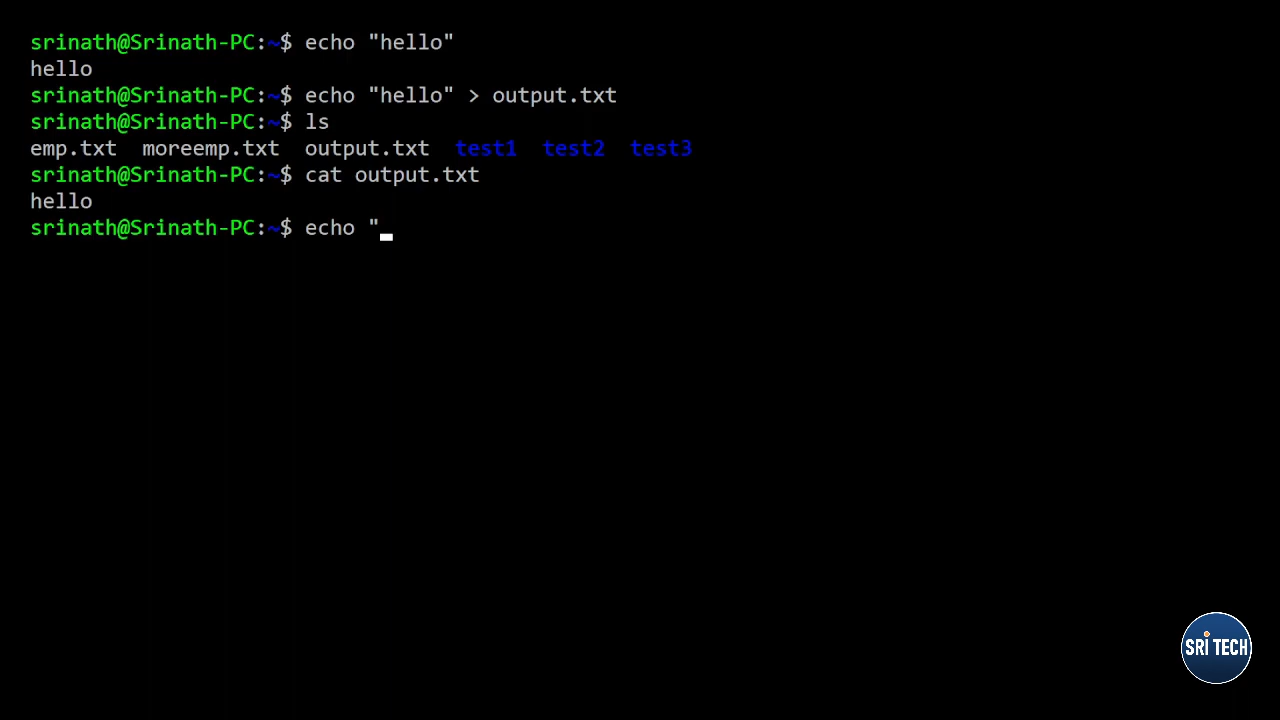 srinath@Srinath-PC:~$ echo "hello"
hello
srinath@Srinath-PC:~$ echo "hello" > output.txt
srinath@Srinath-PC:~$ ls
emp.txt  moreemp.txt  output.txt  test1  test2  test3
srinath@Srinath-PC:~$ cat output.txt
hello
srinath@Srinath-PC:~$ echo "
SRI TECH